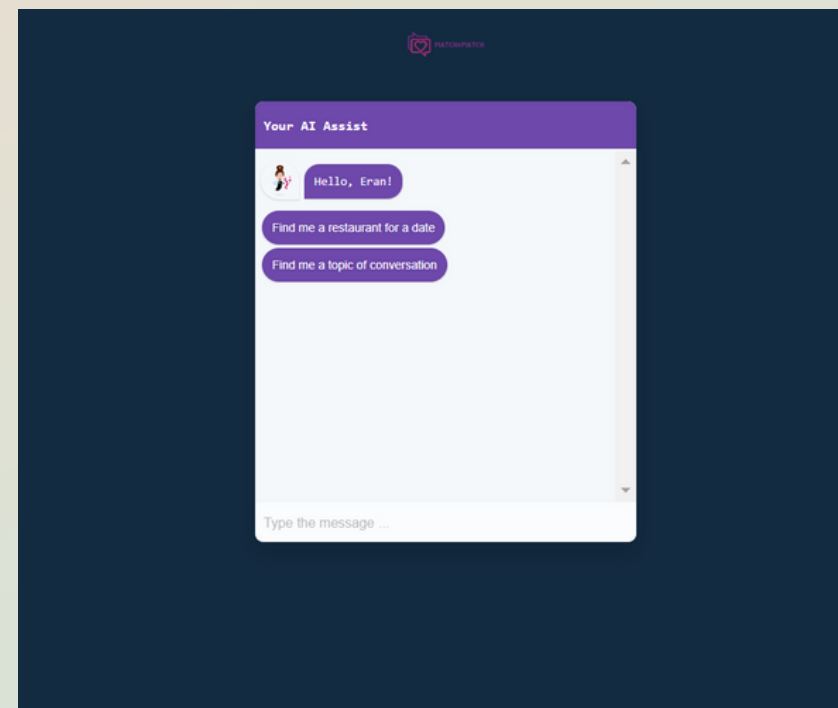 Your AI Assist
Hello, Eran!
Find me a restaurant for a date
Find me a topic of conversation
Type the message ...